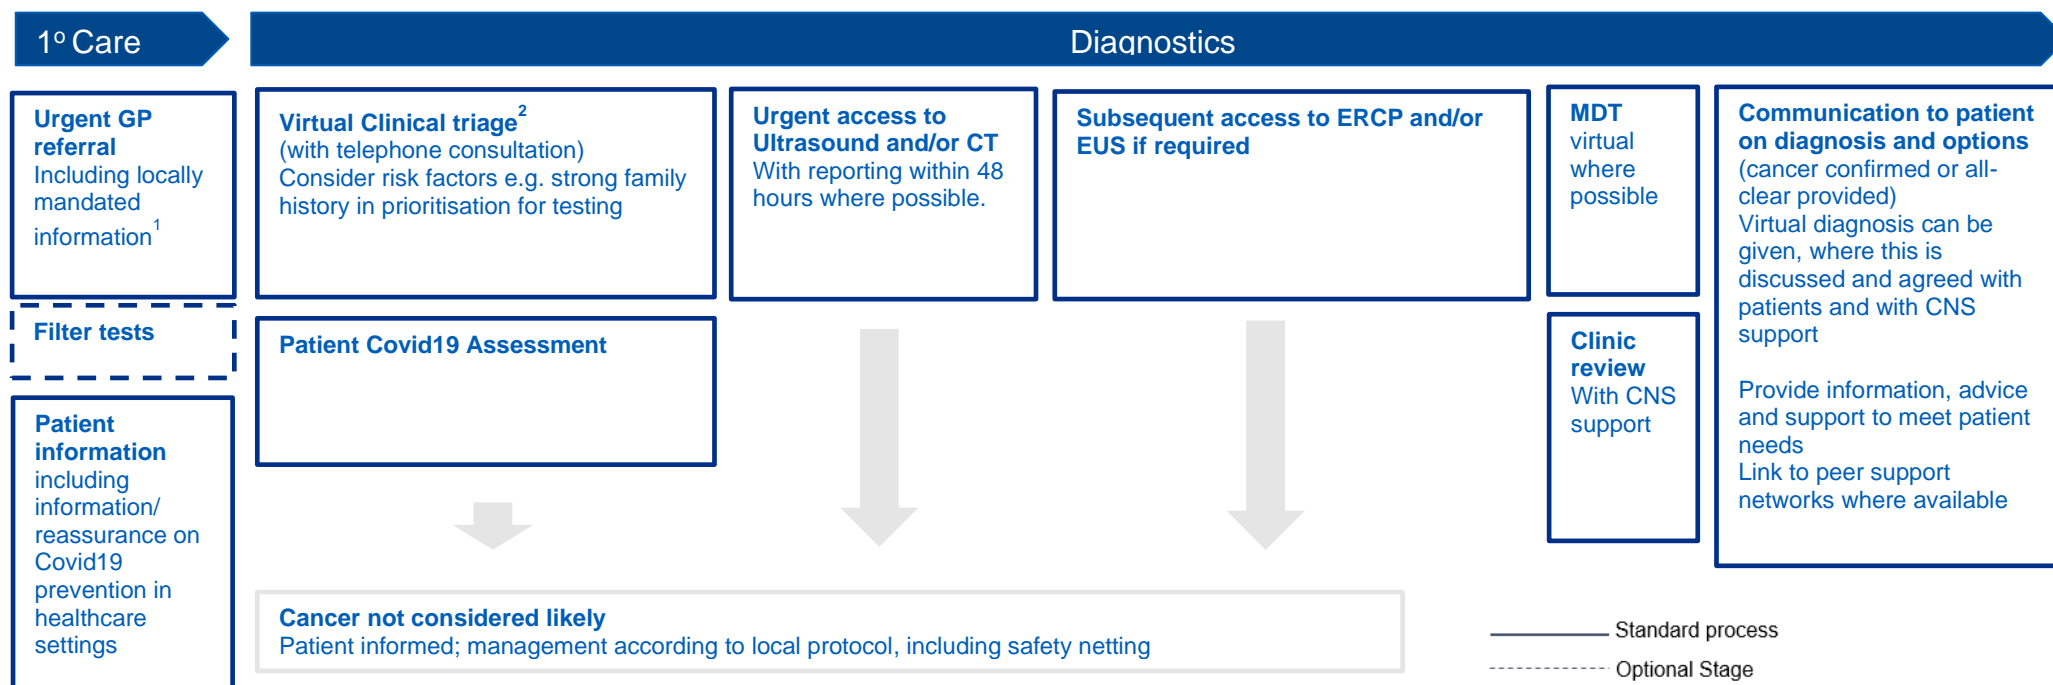 1º Care
Diagnostics
Urgent GP
referral
Including locally
mandated
information1
Filter tests
Patient
information
including
information/
reassurance on
Covid19
prevention in
healthcare
settings
Virtual Clinical triage2
(with telephone consultation)
Consider risk factors e.g. strong family
history in prioritisation for testing
Patient Covid19 Assessment
Urgent access to
Ultrasound and/or CT
With reporting within 48
hours where possible.
Subsequent access to ERCP and/or
EUS if required
MDT
virtual
where
possible
Clinic
review
With CNS
support
Communication to patient
on diagnosis and options
(cancer confirmed or all-
clear provided)
Virtual diagnosis can be
given, where this is
discussed and agreed with
patients and with CNS
support
Provide information, advice
and support to meet patient
needs
Link to peer support
networks where available
Cancer not considered likely
Patient informed; management according to local protocol, including safety netting
Standard process
Optional Stage